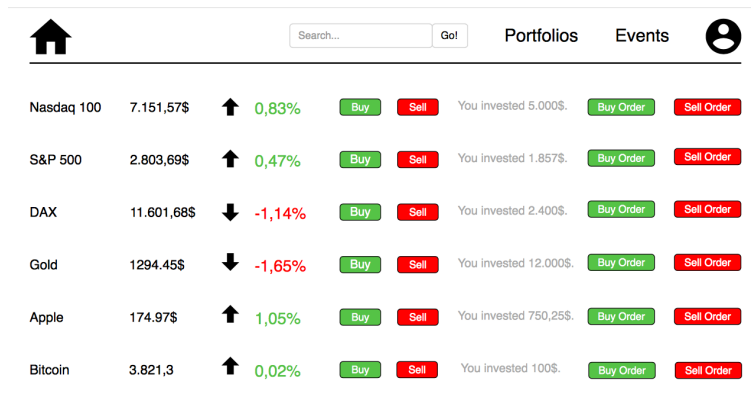 Search... Go! Portfolios Events
Nasdaq 100 7.151,57$ 0,83% Buy Sell You invested 5.000$. Buy Order Sell Order
S&P 500 2.803,69$ 0,47% Buy Sell You invested 1.857$. Buy Order Sell Order
DAX 11.601,68$ -1,14% Buy Sell You invested 2.400$. Buy Order Sell Order
Gold 1294.45$ -1,65% Buy Sell You invested 12.000$. Buy Order Sell Order
Apple 174.97$ 1,05% Buy Sell You invested 750,25$. Buy Order Sell Order
Bitcoin 3.821,3 0,02% Buy Sell You invested 100$. Buy Order Sell Order